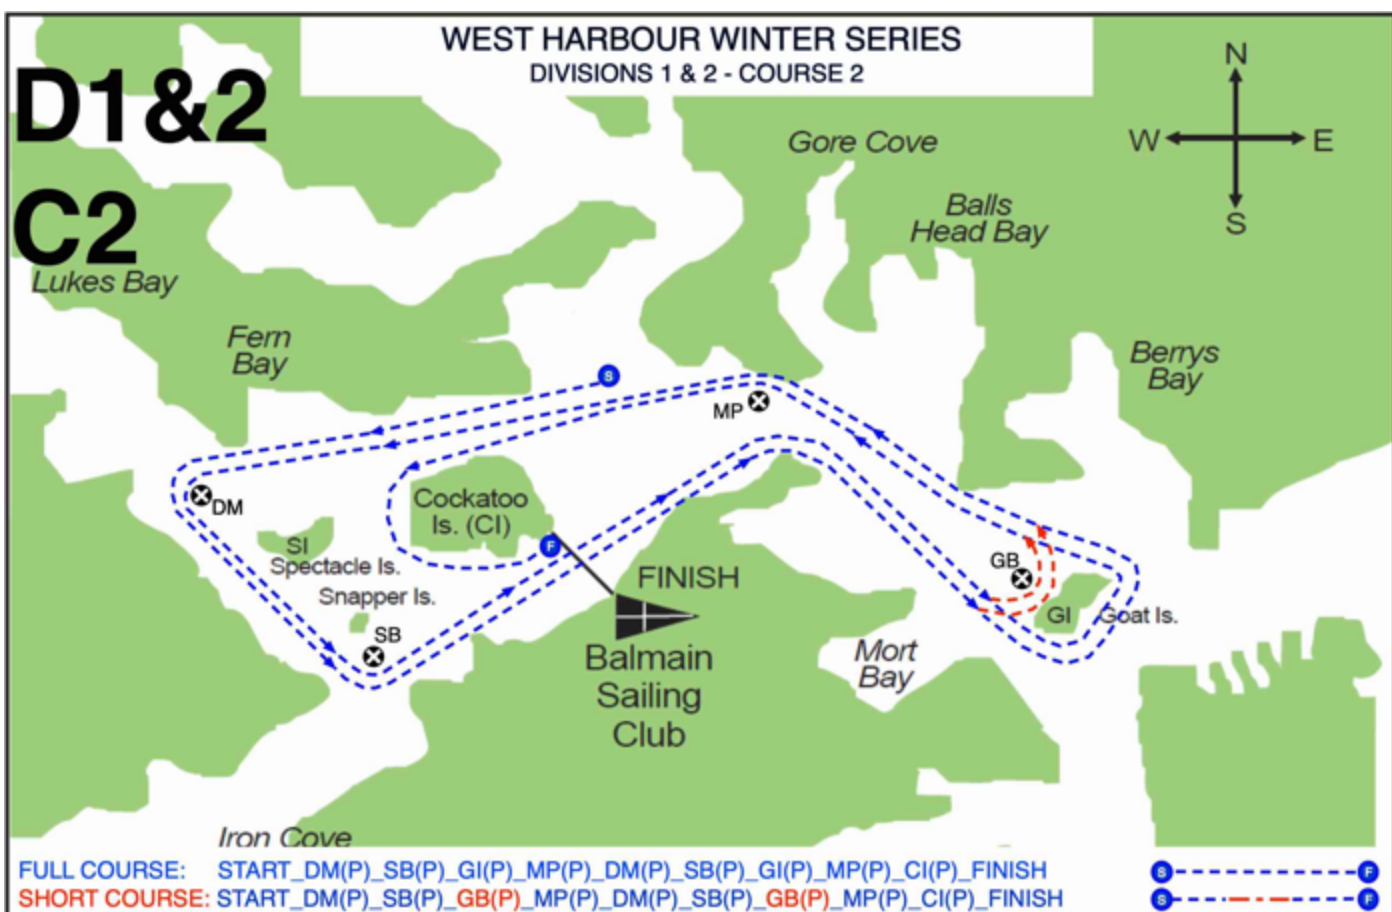 WEST HARBOUR WINTER SERIES
DIVISIONS 1 & 2 - COURSE 2
D1&2
C2
N
W
E
S
Gore Cove
Balls
Head Bay
Lukes Bay
Fern
Bay
Berrys
Bay
S
MP
DM
Cockatoo
Is. (CI)
SI
Spectacle Is.
F
Snapper Is.
SB
FINISH
GB
GI
Goat Is.
Balmain
Sailing
Club
Mort
Bay
Iron Cove
FULL COURSE: START_DM(P)_SB(P)_GI(P)_MP(P)_DM(P)_SB(P)_GI(P)_MP(P)_CI(P)_FINISH S F
SHORT COURSE: START_DM(P)_SB(P)_GB(P)_MP(P)_DM(P)_SB(P)_GB(P)_MP(P)_CI(P)_FINISH S F